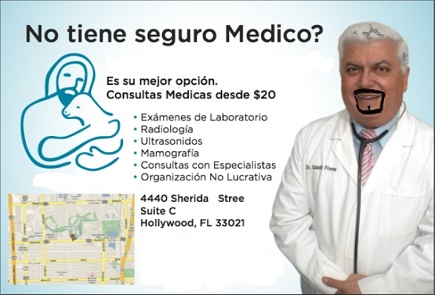 No tiene seguro Medico?
Es su mejor opción.
Consultas Medicas desde $20
• Exámenes de Laboratorio
• Radiología
• Ultrasonidos
• Mamografía
• Consultas con Especialistas
• Organización No Lucrativa
4440 Sherida Stree
Suite C
Hollywood, FL 33021